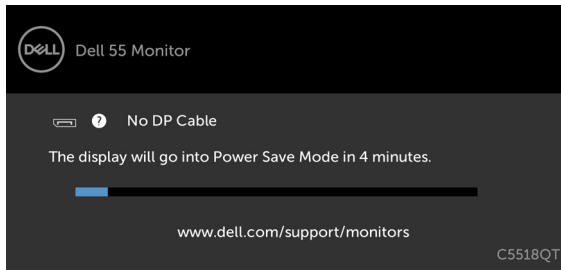 DELL
Dell 55 Monitor
? No DP Cable
The display will go into Power Save Mode in 4 minutes.
www.dell.com/support/monitors
C5518QT